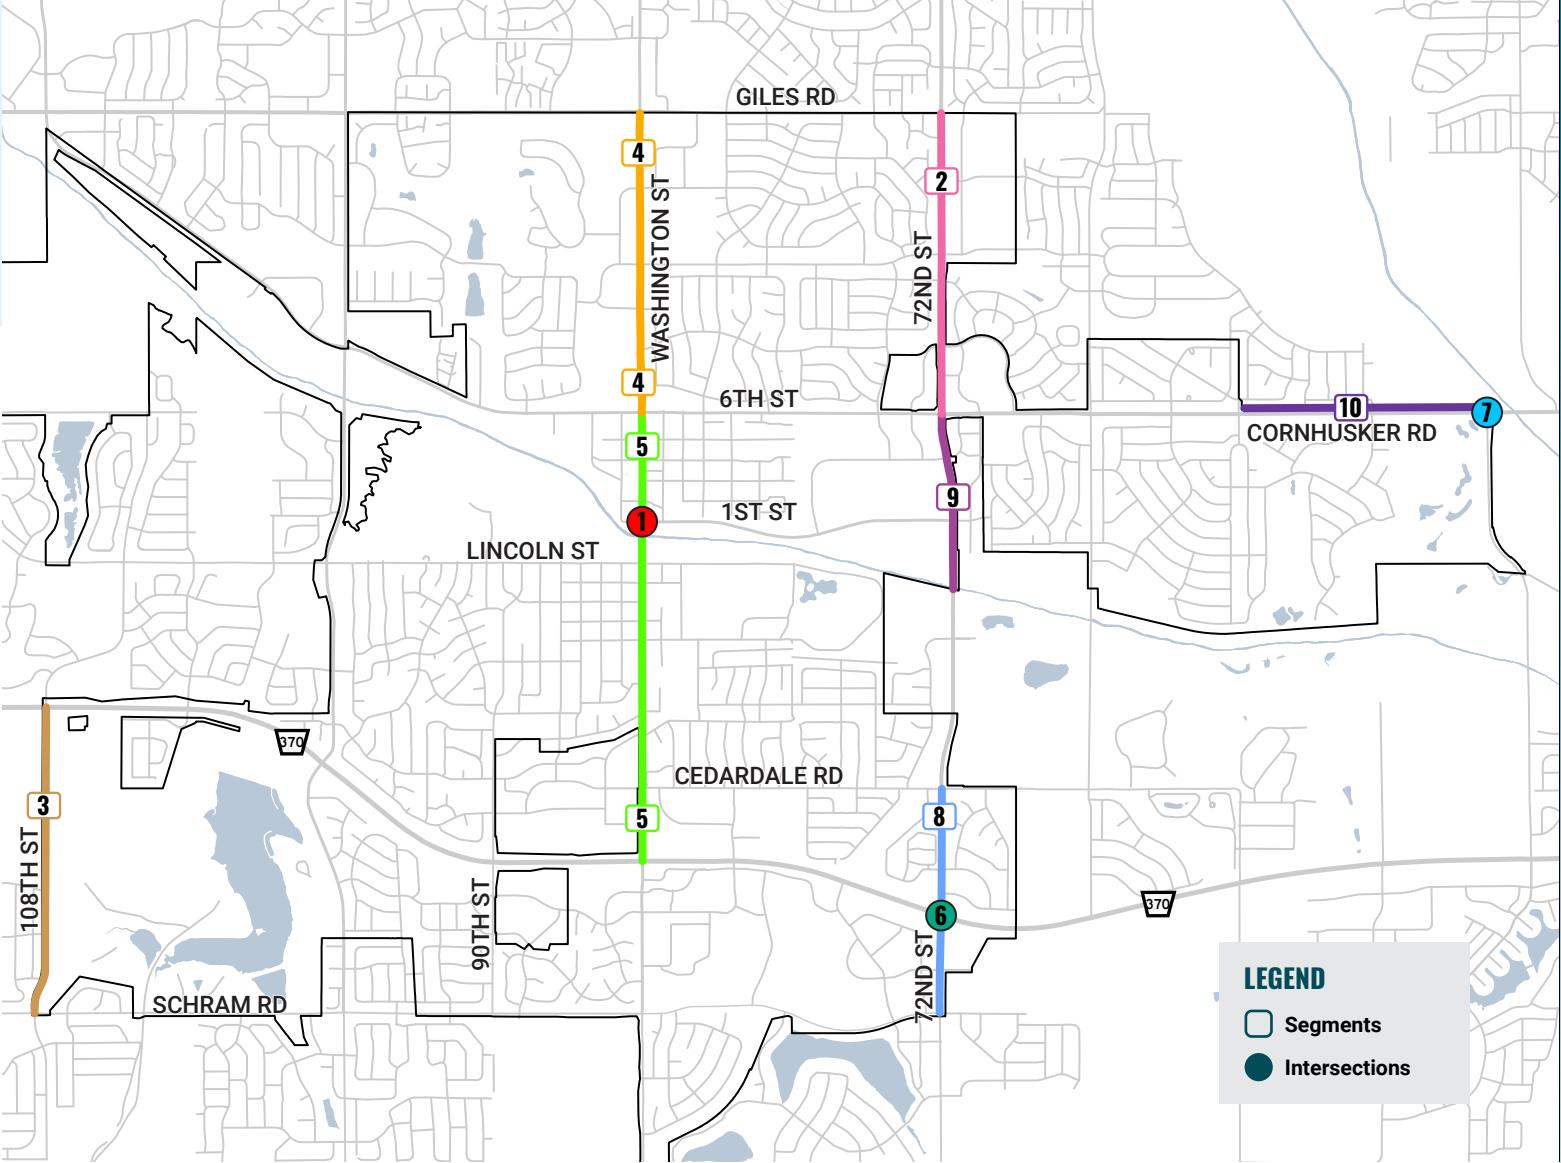 GILES RD
4
WASHINGTON ST
2
72ND ST
4
6TH ST
10
7
CORNHUSKER RD
5
9
1ST ST
1
LINCOLN ST
370
CEDARDALE RD
3
5
8
108TH ST
90TH ST
370
6
72ND ST
SCHRAM RD
LEGEND
Segments
Intersections